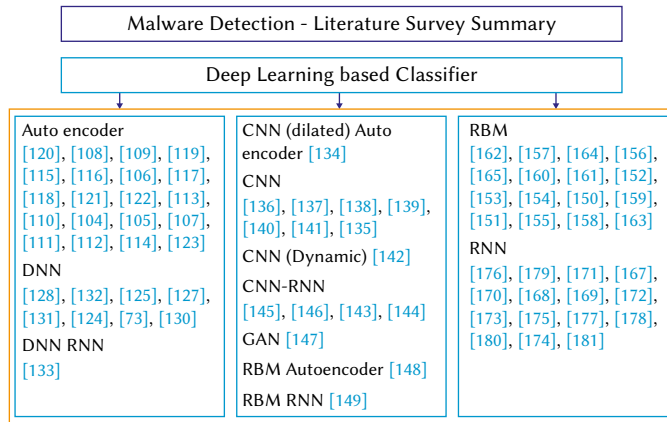 Malware Detection - Literature Survey Summary
Deep Learning based Classifier
Auto encoder
[120], [108], [109], [119],
[115], [116], [106], [117],
[118], [121], [122], [113],
[110], [104], [105], [107],
[111], [112], [114], [123]
DNN
[128], [132], [125], [127],
[131], [124], [73], [130]
DNN RNN
[133]
CNN (dilated) Auto
encoder [134]
CNN
[136], [137], [138], [139],
[140], [141], [135]
CNN (Dynamic) [142]
CNN-RNN
[145], [146], [143], [144]
GAN [147]
RBM Autoencoder [148]
RBM RNN [149]
RBM
[162], [157], [164], [156],
[165], [160], [161], [152],
[153], [154], [150], [159],
[151], [155], [158], [163]
RNN
[176], [179], [171], [167],
[170], [168], [169], [172],
[173], [175], [177], [178],
[180], [174], [181]